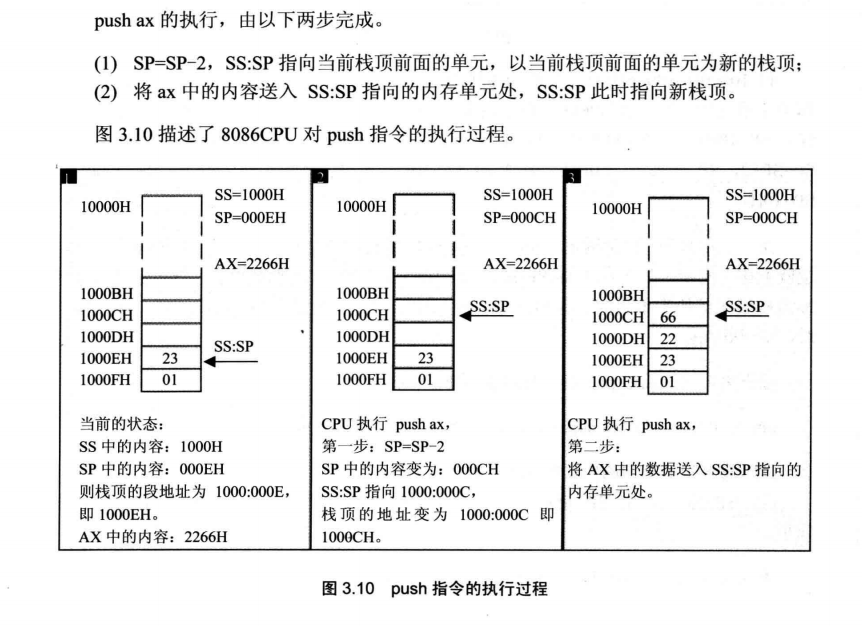 push ax 的执行，由以下两步完成。
(1) SP=SP-2，SS:SP 指向当前栈顶前面的单元，以当前栈顶前面的单元为新的栈顶；
(2) 将 ax 中的内容送入 SS:SP 指向的内存单元处，SS:SP 此时指向新栈顶。
图 3.10 描述了 8086CPU 对 push 指令的执行过程。
1
SS=1000H
10000H
SP=000EH
AX=2266H
1000BH
1000CH
1000DH
SS:SP
1000EH 23
1000FH 01
当前的状态：
SS 中的内容：1000H
SP 中的内容：000EH
则栈顶的段地址为 1000:000E，
即 1000EH。
AX 中的内容：2266H
2
SS=1000H
10000H
SP=000CH
AX=2266H
1000BH
SS:SP
1000CH
1000DH
1000EH 23
1000FH 01
CPU 执行 push ax，
第一步：SP=SP-2
SP 中的内容变为：000CH
SS:SP 指向 1000:000C，
栈顶的地址变为 1000:000C 即
1000CH。
3
SS=1000H
10000H
SP=000CH
AX=2266H
1000BH
SS:SP
1000CH 66
1000DH 22
1000EH 23
1000FH 01
CPU 执行 push ax，
第二步：
将 AX 中的数据送入 SS:SP 指向的
内存单元处。
图 3.10 push 指令的执行过程